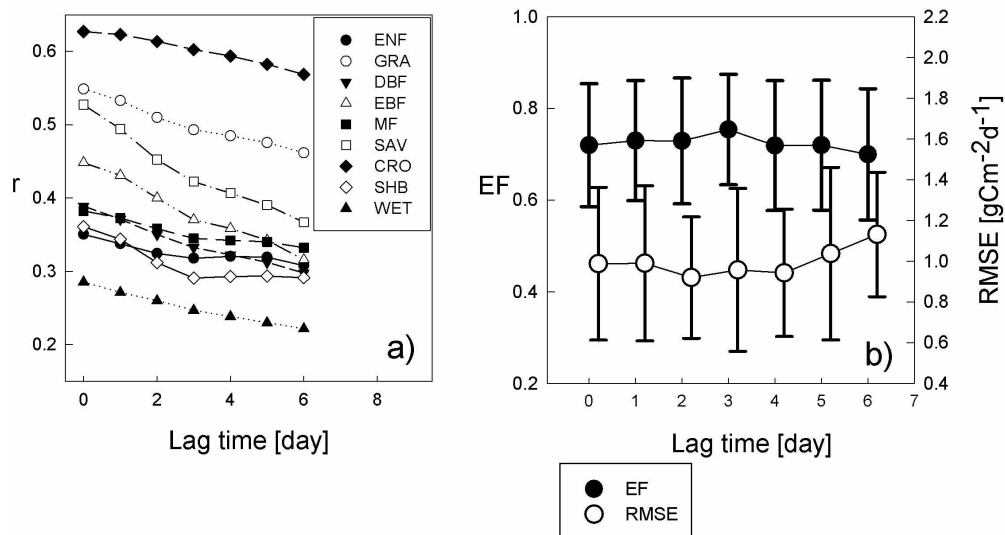 r
0.6
0.5
0.4
0.3
0.2
0 2 4 6 8
Lag time [day]
ENF
GRA
DBF
EBF
MF
SAV
CRO
SHB
WET
a)
EF
1.0
0.8
0.6
0.4
0.2
0 1 2 3 4 5 6 7
Lag time [day]
2.2
2.0
1.8
1.6
1.4
1.2
1.0
0.8
0.6
0.4
RMSE [gCm-2d-1]
b)
EF
RMSE